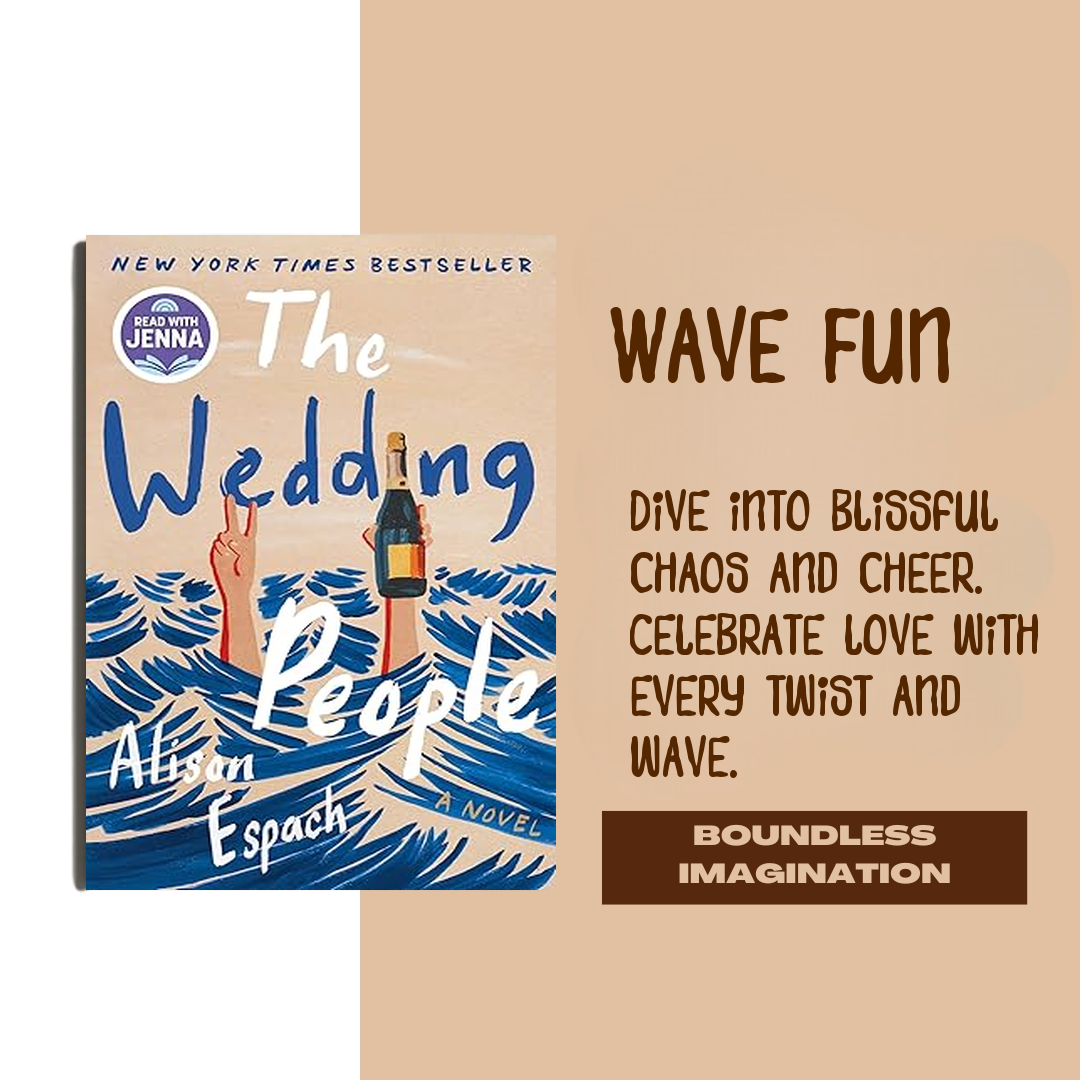 NEW YORK TIMES BESTSELLER
READ WITH
JENNA
The
Wedding
People
Alison
Espach
A NOVEL
WAVE FUN
DIVE INTO BLISSFUL
CHAOS AND CHEER.
CELEBRATE LOVE WITH
EVERY TWIST AND
WAVE.
BOUNDLESS
IMAGINATION